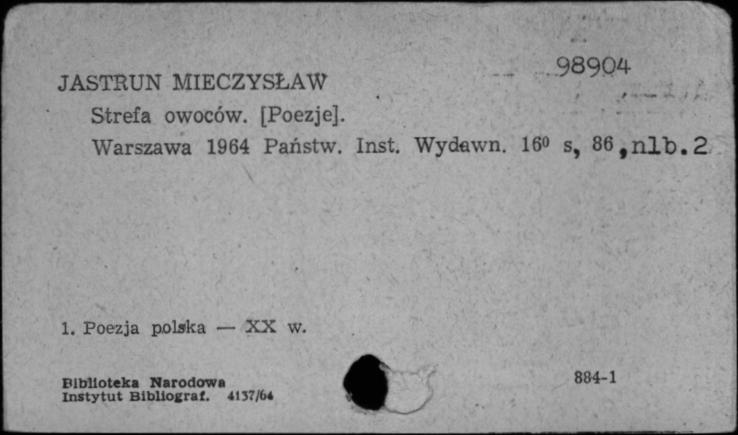 98904
JASTRUN MIECZYSŁAW
Strefa owoców. [Poezje].
Warszawa 1964 Państw. Inst. Wydawn. 16⁰ s, 86,nlb.2
1. Poezja polska — XX w.
Biblioteka Narodowa 884-1
Instytut Bibliograf. 4137/64